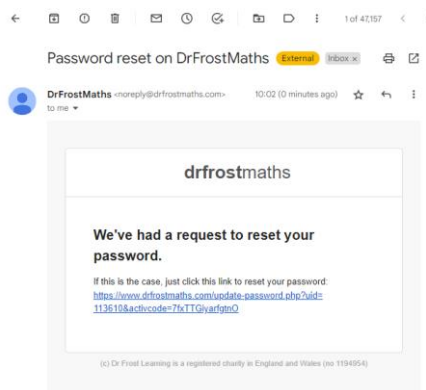 1 of 47,157
Password reset on DrFrostMaths External Inbox x
DrFrostMaths <noreply@drfrostmaths.com> 10:02 (0 minutes ago)
to me
drfrostmaths
We've had a request to reset your
password.
If this is the case, just click this link to reset your password:
https://www.drfrostmaths.com/update-password.php?uid=
113610&activcode=7fxTTGlyarfgtnO
(c) Dr Frost Learning is a registered charity in England and Wales (no 1194954)